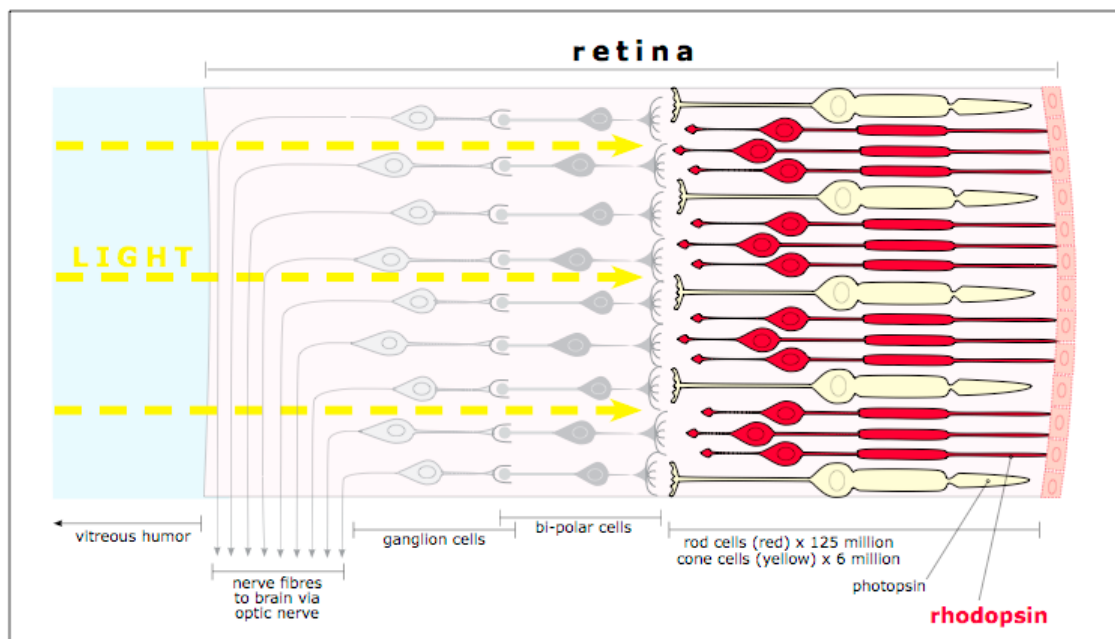 retina
LIGHT
vitreous humor
ganglion cells
bi-polar cells
rod cells (red) x 125 million
cone cells (yellow) x 6 million
nerve fibres
to brain via
optic nerve
photopsin
rhodopsin